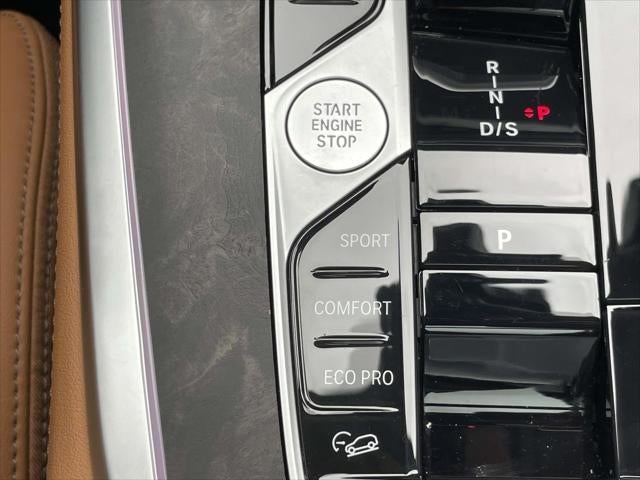 START
ENGINE
STOP
R
N
D/S
P
SPORT
P
COMFORT
ECO PRO